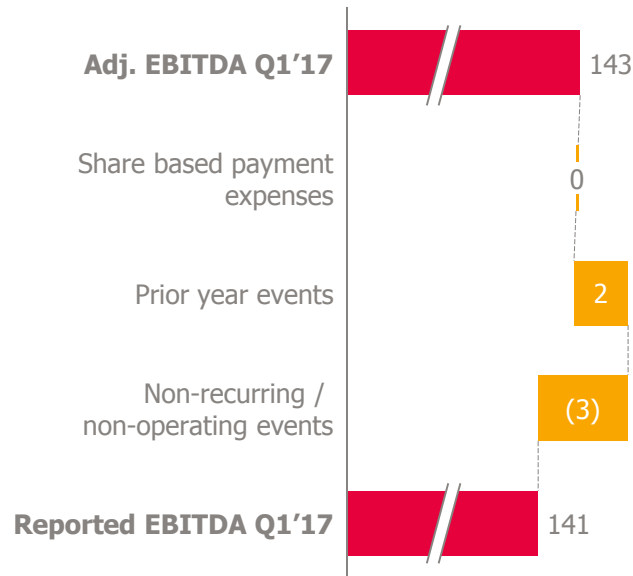 Adj. EBITDA Q1’17
143
Share based payment
expenses
0
Prior year events
2
Non-recurring /
non-operating events
(3)
Reported EBITDA Q1’17
141